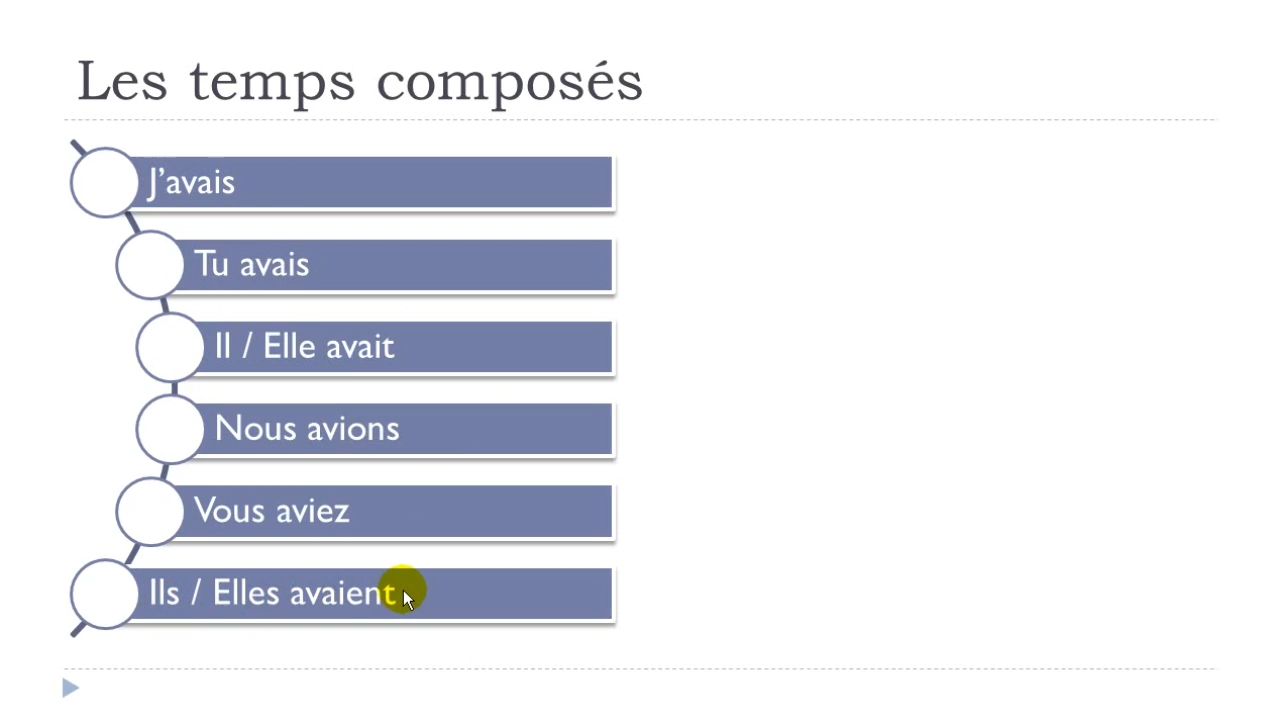 Les temps composés
J’avais
Tu avais
Il / Elle avait
Nous avions
Vous aviez
Ils / Elles avaient